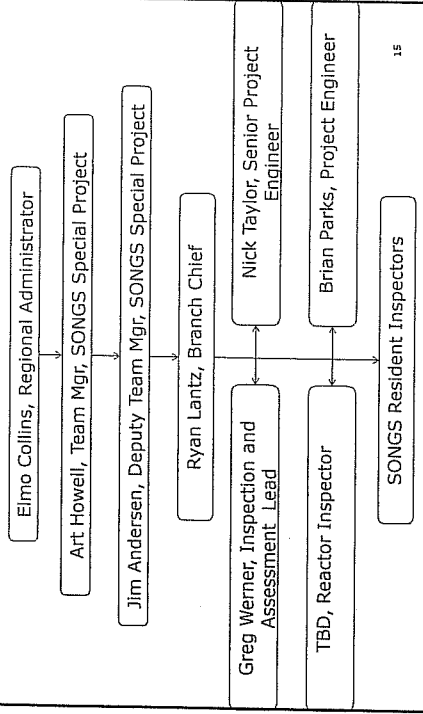 Elmo Collins, Regional Administrator
Art Howell, Team Mgr, SONGS Special Project
Jim Andersen, Deputy Team Mgr, SONGS Special Project
Ryan Lantz, Branch Chief
Greg Werner, Inspection and
Assessment Lead
Nick Taylor, Senior Project
Engineer
TBD, Reactor Inspector
Brian Parks, Project Engineer
SONGS Resident Inspectors
15